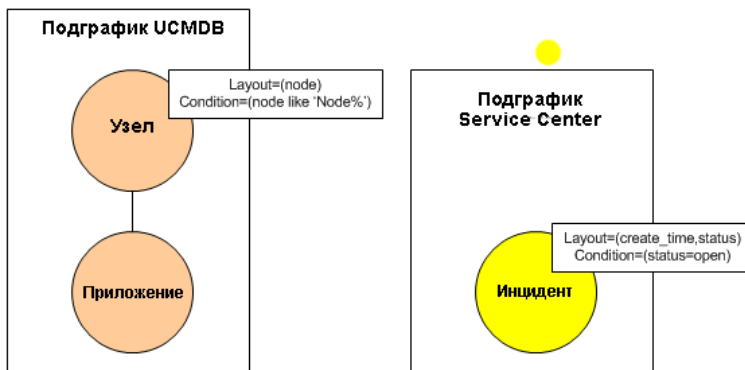 Подграфик UCMDB
Layout=(node)
Condition=(node like 'Node%')
Узел
Приложение
Подграфик
Service Center
Layout=(create_time,status)
Condition=(status=open)
Инцидент